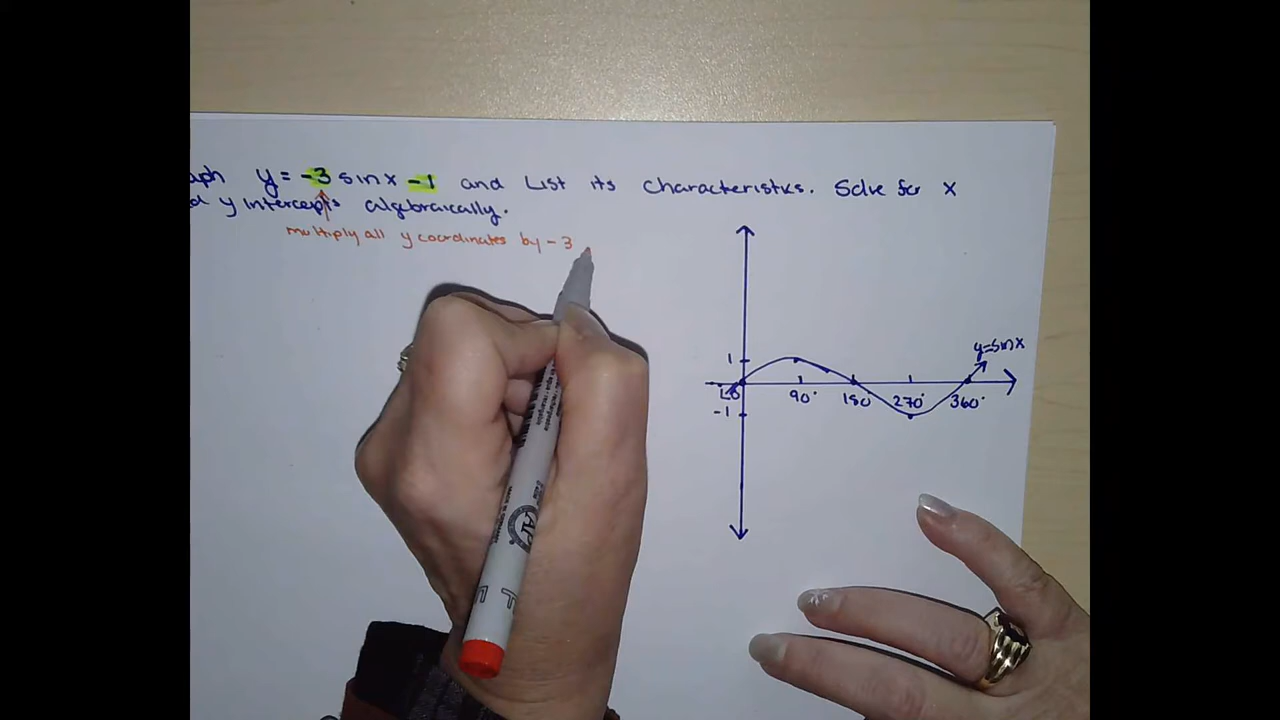 aph y = -3 sin x -1 and List its characteristics. Solve for x
d y intercepts algebraically.
multiply all y coordinates by -3
y=sin x
1
90° 180 270° 360°
-1